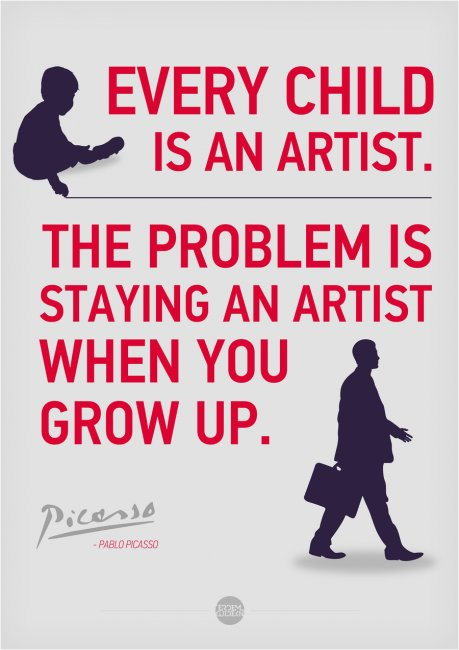 EVERY CHILD
IS AN ARTIST.
THE PROBLEM IS
STAYING AN ARTIST
WHEN YOU
GROW UP.
Picasso
- PABLO PICASSO